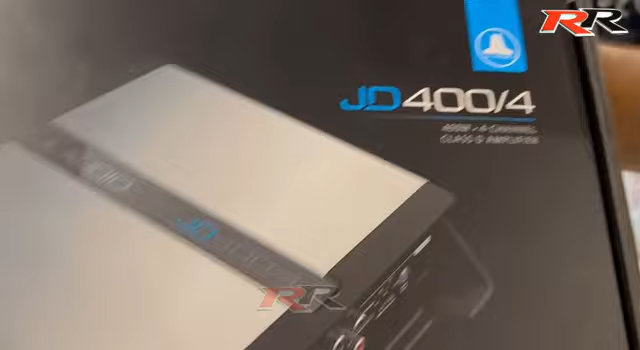 RR
JD400/4
400W • 4 CHANNEL
CLASS D AMPLIFIER
JD
RR